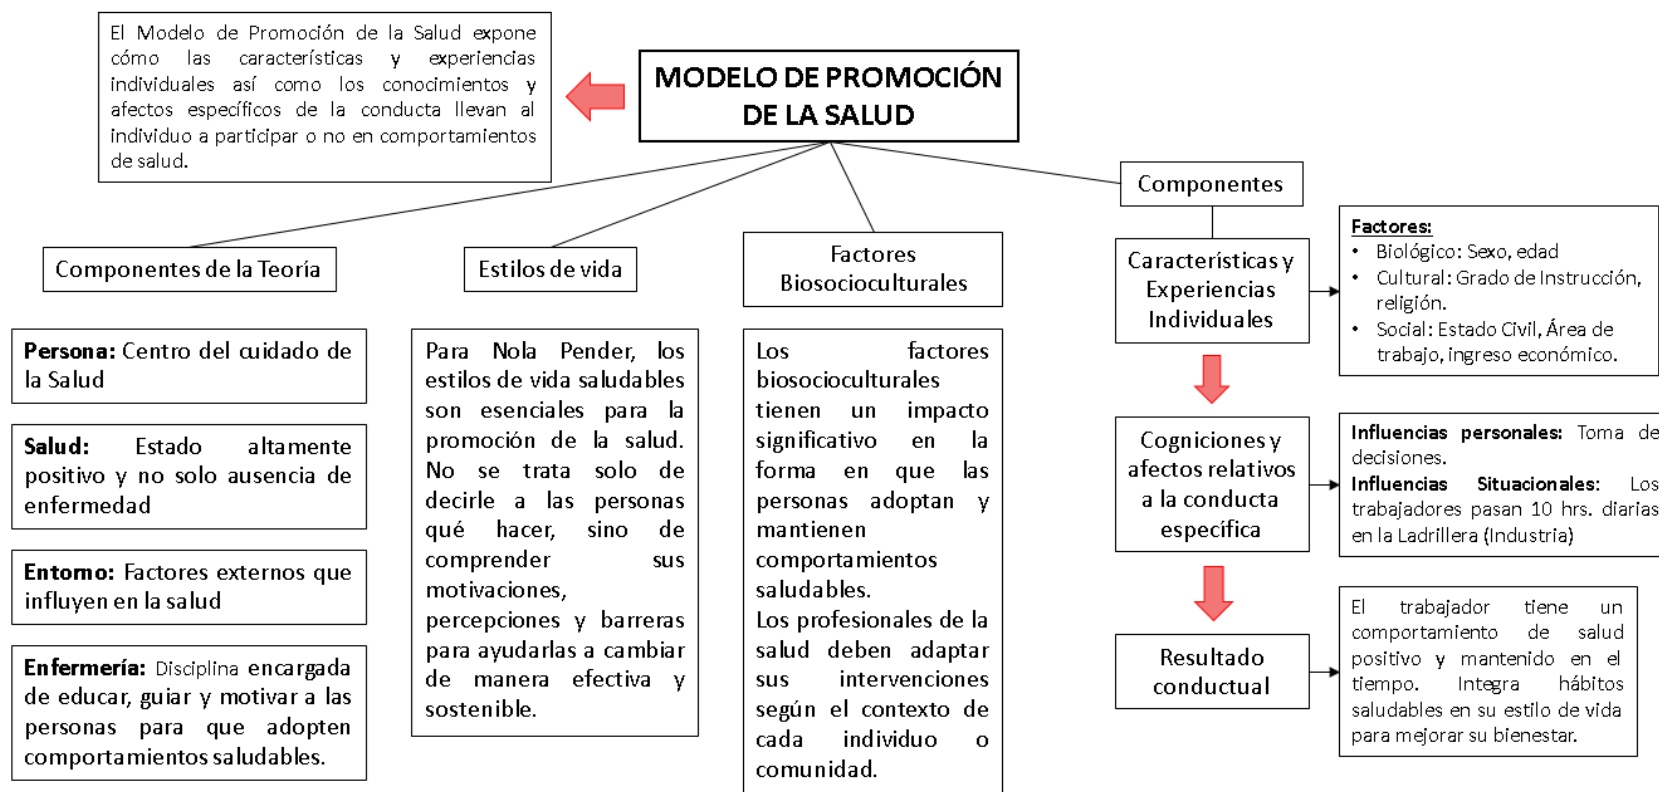 El Modelo de Promoción de la Salud expone
cómo las características y experiencias
individuales así como los conocimientos y
afectos específicos de la conducta llevan al
individuo a participar o no en comportamientos
de salud.
MODELO DE PROMOCIÓN
DE LA SALUD
Componentes de la Teoría
Persona: Centro del cuidado de
la Salud
Salud: Estado altamente
positivo y no solo ausencia de
enfermedad
Entorno: Factores externos que
influyen en la salud
Enfermería: Disciplina encargada
de educar, guiar y motivar a las
personas para que adopten
comportamientos saludables.
Estilos de vida
Para Nola Pender, los
estilos de vida saludables
son esenciales para la
promoción de la salud.
No se trata solo de
decirle a las personas
qué hacer, sino de
comprender sus
motivaciones,
percepciones y barreras
para ayudarlas a cambiar
de manera efectiva y
sostenible.
Factores
Biosocioculturales
Los factores
biosocioculturales
tienen un impacto
significativo en la
forma en que las
personas adoptan y
mantienen
comportamientos
saludables.
Los profesionales de la
salud deben adaptar
sus intervenciones
según el contexto de
cada individuo o
comunidad.
Componentes
Características y
Experiencias
Individuales
Factores:
• Biológico: Sexo, edad
• Cultural: Grado de Instrucción,
religión.
• Social: Estado Civil, Área de
trabajo, ingreso económico.
Cogniciones y
afectos relativos
a la conducta
específica
Influencias personales: Toma de
decisiones.
Influencias Situacionales: Los
trabajadores pasan 10 hrs. diarias
en la Ladrillera (Industria)
Resultado
conductual
El trabajador tiene un
comportamiento de salud
positivo y mantenido en el
tiempo. Integra hábitos
saludables en su estilo de vida
para mejorar su bienestar.